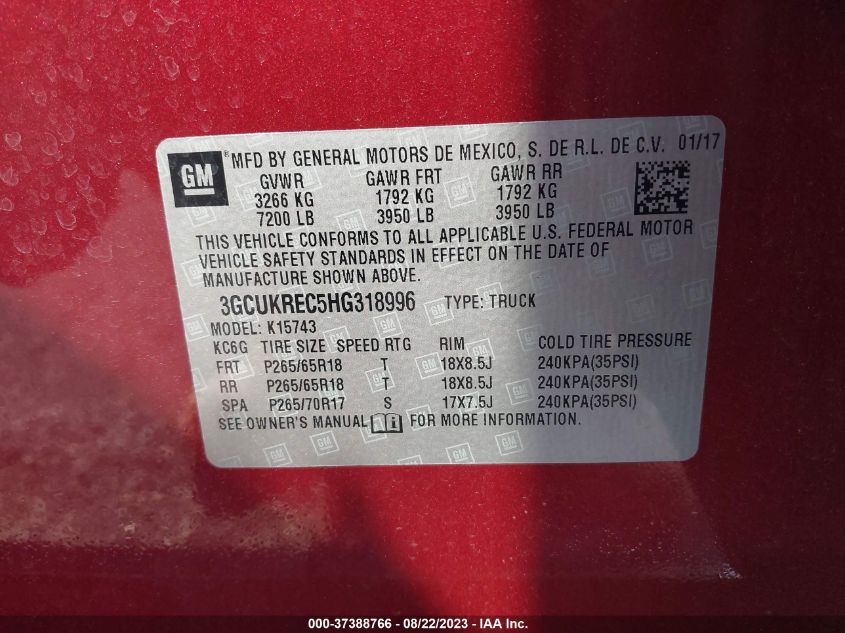 GM ®MFD BY GENERAL MOTORS DE MEXICO, S. DE R.L. DE C.V. 01/17
GVWR GAWR FRT GAWR RR
3266 KG 1792 KG 1792 KG
7200 LB 3950 LB 3950 LB
THIS VEHICLE CONFORMS TO ALL APPLICABLE U.S. FEDERAL MOTOR
VEHICLE SAFETY STANDARDS IN EFFECT ON THE DATE OF
MANUFACTURE SHOWN ABOVE.
3GCUKREC5HG318996 TYPE: TRUCK
MODEL: K15743
KC6G TIRE SIZE SPEED RTG RIM COLD TIRE PRESSURE
FRT P265/65R18 T 18X8.5J 240KPA(35PSI)
RR P265/65R18 T 18X8.5J 240KPA(35PSI)
SPA P265/70R17 S 17X7.5J 240KPA(35PSI)
SEE OWNER'S MANUAL FOR MORE INFORMATION.
000-37388766 - 08/22/2023 - IAA Inc.